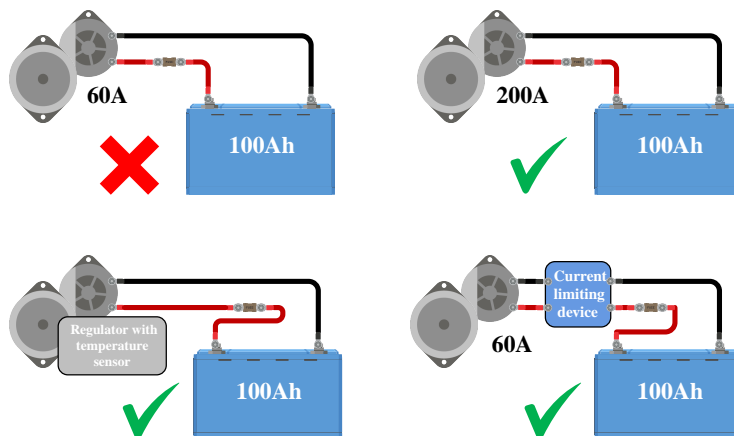 60A
100Ah
200A
100Ah
Regulator with
temperature
sensor
100Ah
Current
limiting
device
60A
100Ah